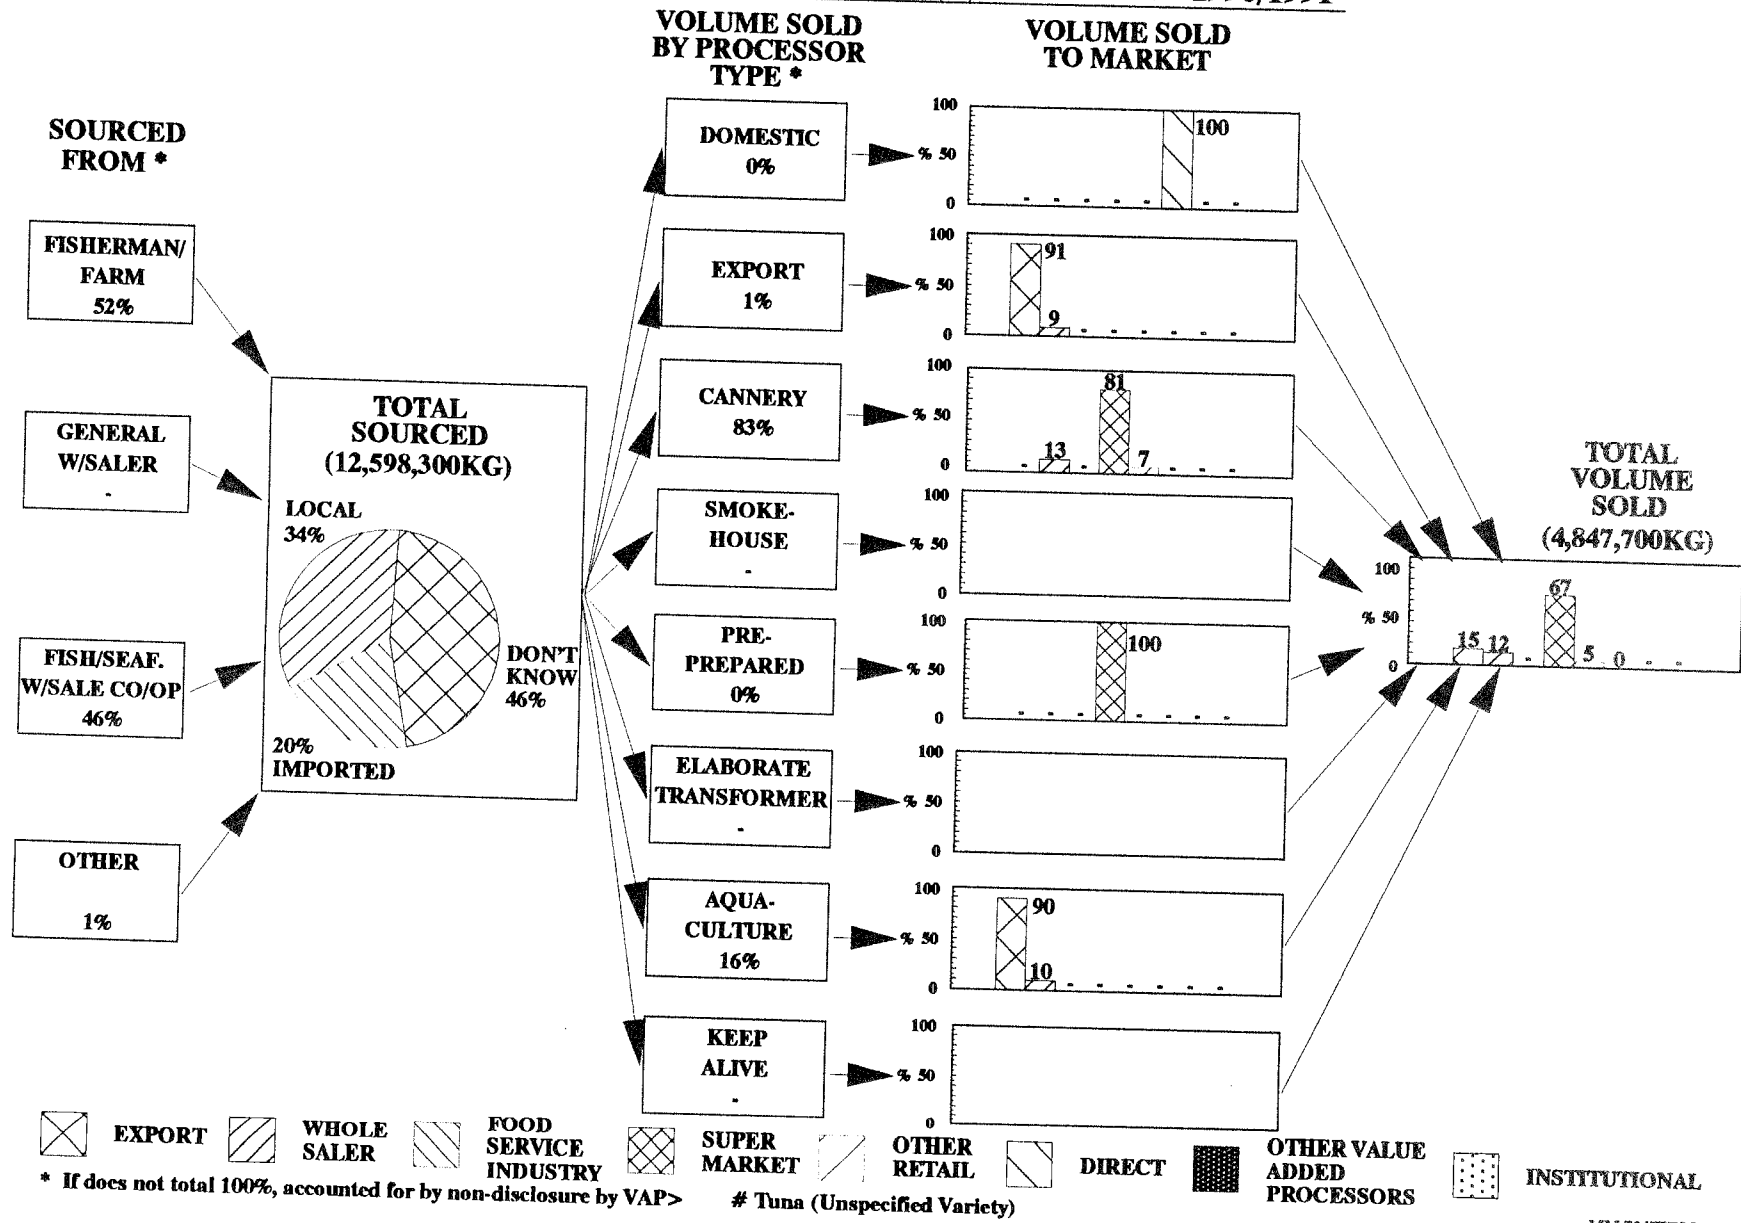 VOLUME SOLD
BY PROCESSOR
TYPE *
VOLUME SOLD
TO MARKET
SOURCED
FROM *
FISHERMAN/
FARM
52%
GENERAL
W/SALER
-
FISH/SEAF.
W/SALE CO/OP
46%
OTHER
1%
TOTAL
SOURCED
(12,598,300KG)
LOCAL
34%
DON'T
KNOW
46%
20%
IMPORTED
DOMESTIC
0%
100
% 50
0
100
EXPORT
1%
100
% 50
0
91
9
CANNERY
83%
100
% 50
0
13
81
7
SMOKE-
HOUSE
-
100
% 50
0
PRE-
PREPARED
0%
100
% 50
0
100
ELABORATE
TRANSFORMER
-
100
% 50
0
AQUA-
CULTURE
16%
100
% 50
0
90
10
KEEP
ALIVE
-
100
% 50
0
TOTAL
VOLUME
SOLD
(4,847,700KG)
100
% 50
0
15
12
67
5
0
EXPORT
WHOLE
SALER
FOOD
SERVICE
INDUSTRY
SUPER
MARKET
OTHER
RETAIL
DIRECT
OTHER VALUE
ADDED
PROCESSORS
INSTITUTIONAL
* If does not total 100%, accounted for by non-disclosure by VAP> # Tuna (Unspecified Variety)